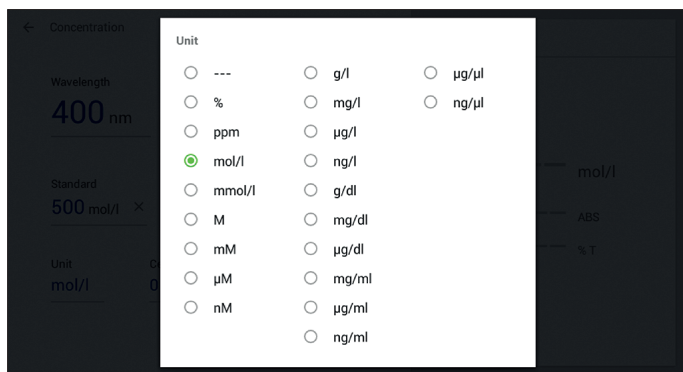 ← Concentration
Wavelength
400 nm
Standard
500 mol/l ×
Unit
mol/l
0
mol/l
ABS
% T
Unit
---
%
ppm
mol/l
mmol/l
M
mM
µM
nM
g/l
mg/l
µg/l
ng/l
g/dl
mg/dl
µg/dl
mg/ml
µg/ml
ng/ml
µg/µl
ng/µl